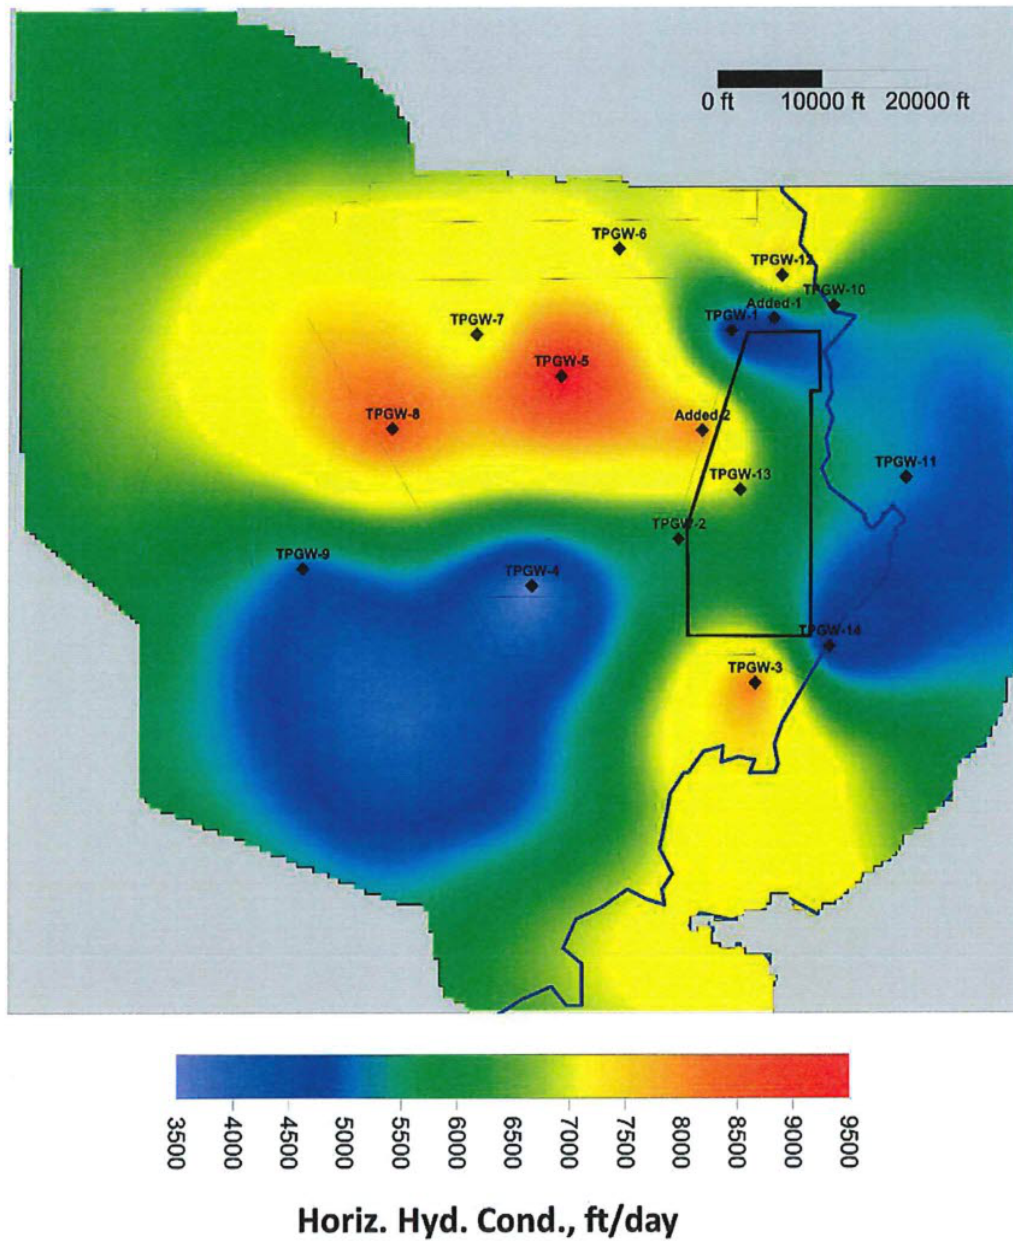 0 ft 10000 ft 20000 ft
TPGW-6
TPGW-12
TPGW-10
Added-1
TPGW-1
TPGW-7
TPGW-5
TPGW-8
Added-2
TPGW-11
TPGW-13
TPGW-2
TPGW-9
TPGW-4
TPGW-14
TPGW-3
3500 4000 4500 5000 5500 6000 6500 7000 7500 8000 8500 9000 9500
Horiz. Hyd. Cond., ft/day